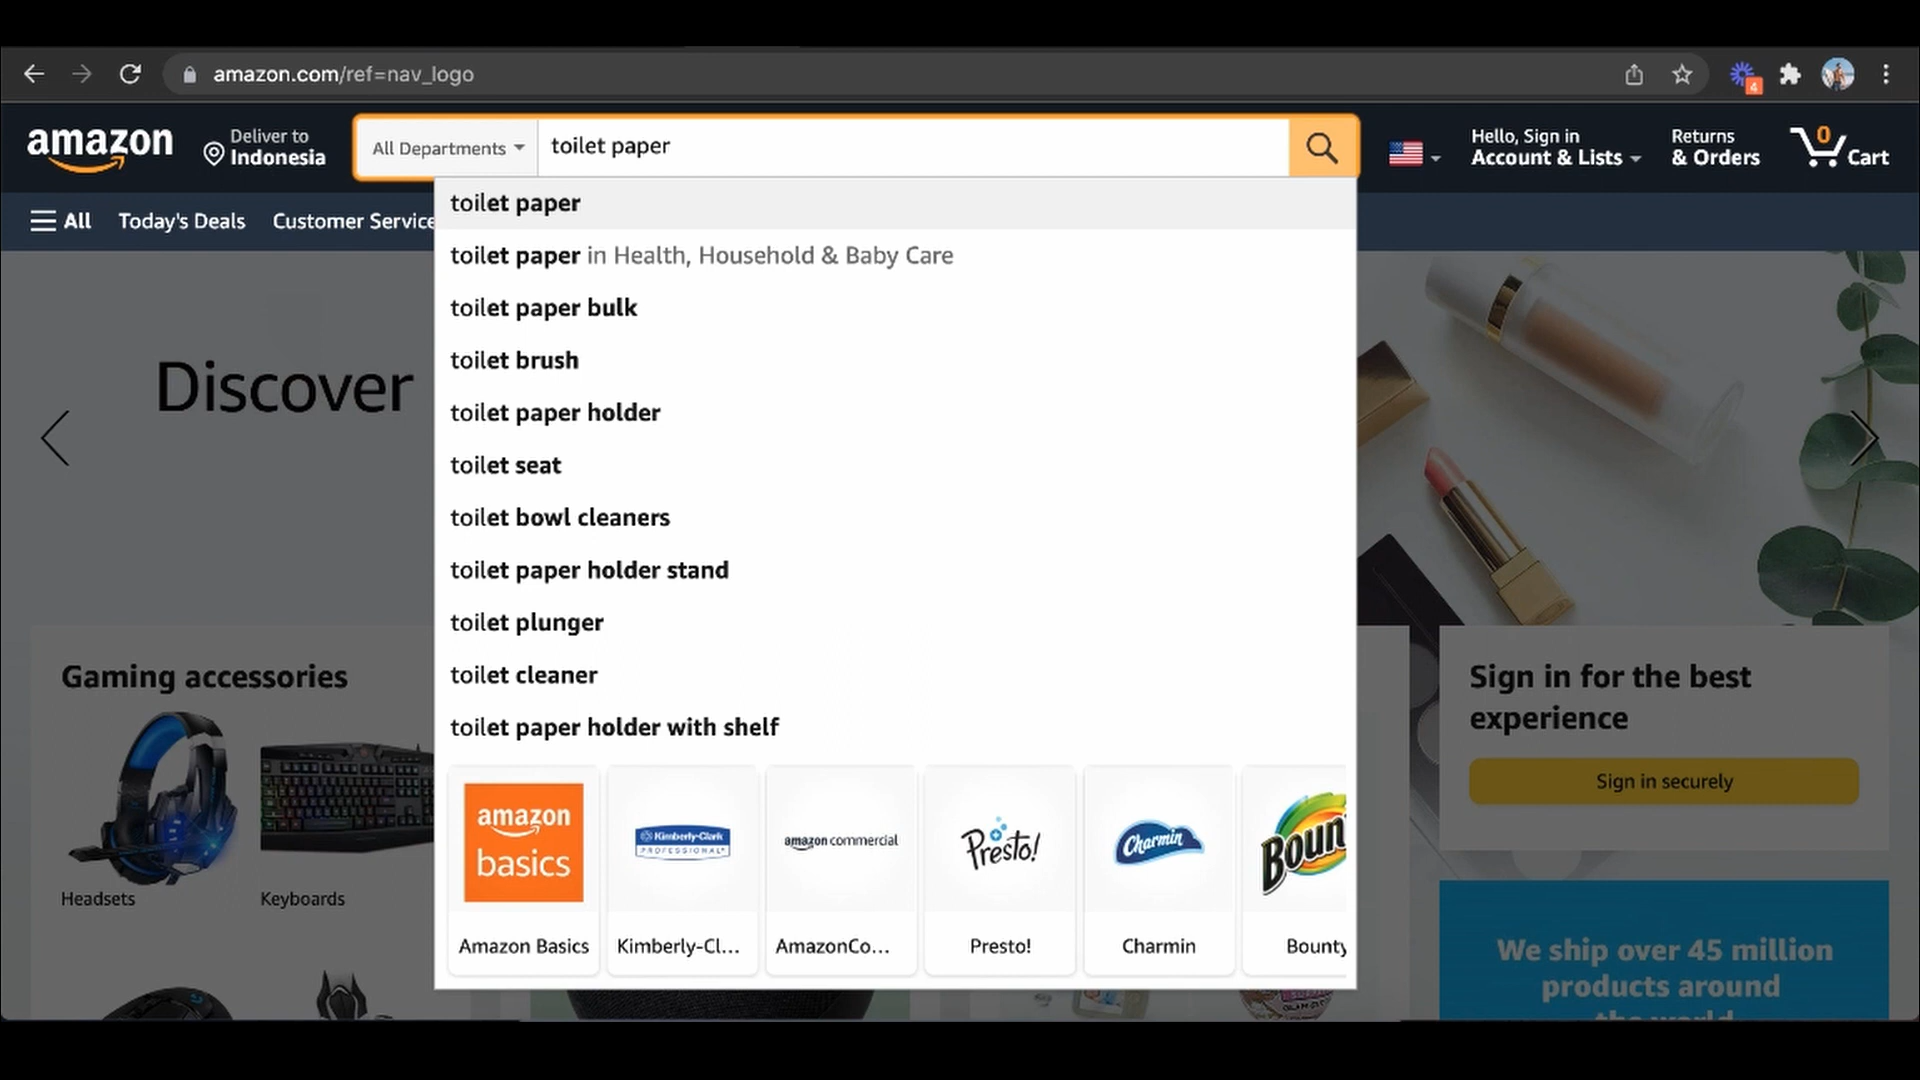 amazon.com/ref=nav_logo
4
amazon
Deliver to
Indonesia
All Departments
toilet paper
Hello, Sign in
Account & Lists
Returns
& Orders
0
Cart
All
Today's Deals
Customer Service
toilet paper
toilet paper in Health, Household & Baby Care
toilet paper bulk
toilet brush
toilet paper holder
toilet seat
toilet bowl cleaners
toilet paper holder stand
toilet plunger
toilet cleaner
toilet paper holder with shelf
amazon
basics
Kimberly-Clark
PROFESSIONAL
amazon commercial
Presto!
Charmin
Boun
Amazon Basics
Kimberly-Cl...
AmazonCo...
Presto!
Charmin
Bounty
Discover
Gaming accessories
Headsets
Keyboards
Sign in for the best
experience
Sign in securely
We ship over 45 million
products around
the world.